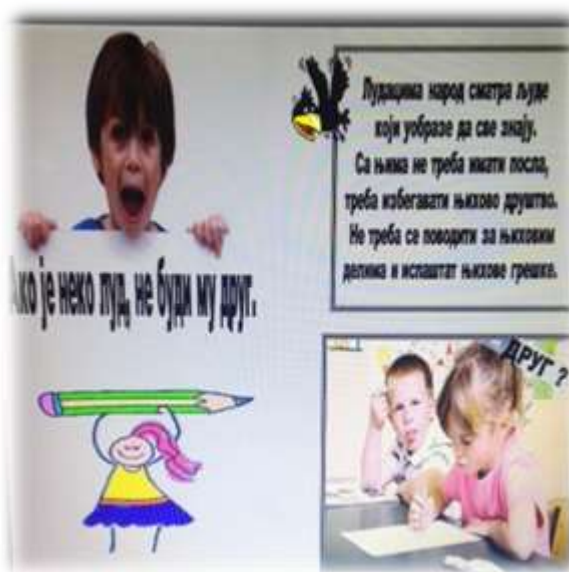 Ако је неко луд, не буди му друг.
Лудацима народ сматра људе
који уобразе да све знају.
Са њима не треба имати посла,
треба избегавати њихово друштво.
Не треба се поводити за њиховим
делима и испаштат њихове грешке.
ДРУГ ?